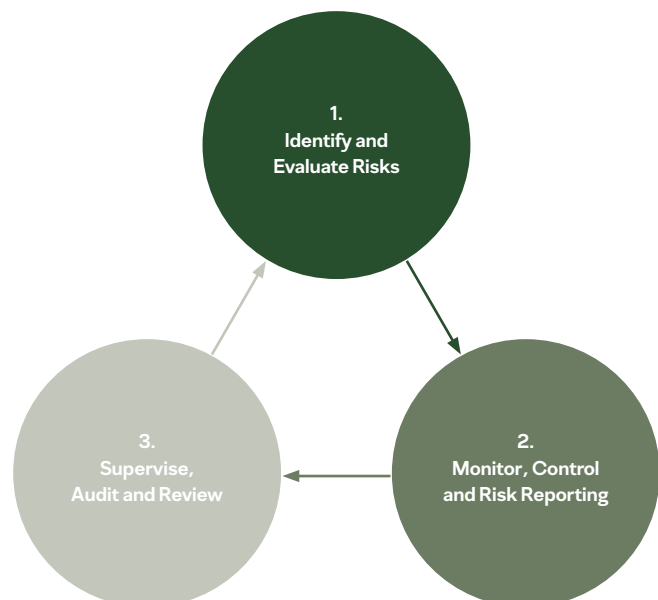 1.
Identify and
Evaluate Risks
2.
Monitor, Control
and Risk Reporting
3.
Supervise,
Audit and Review